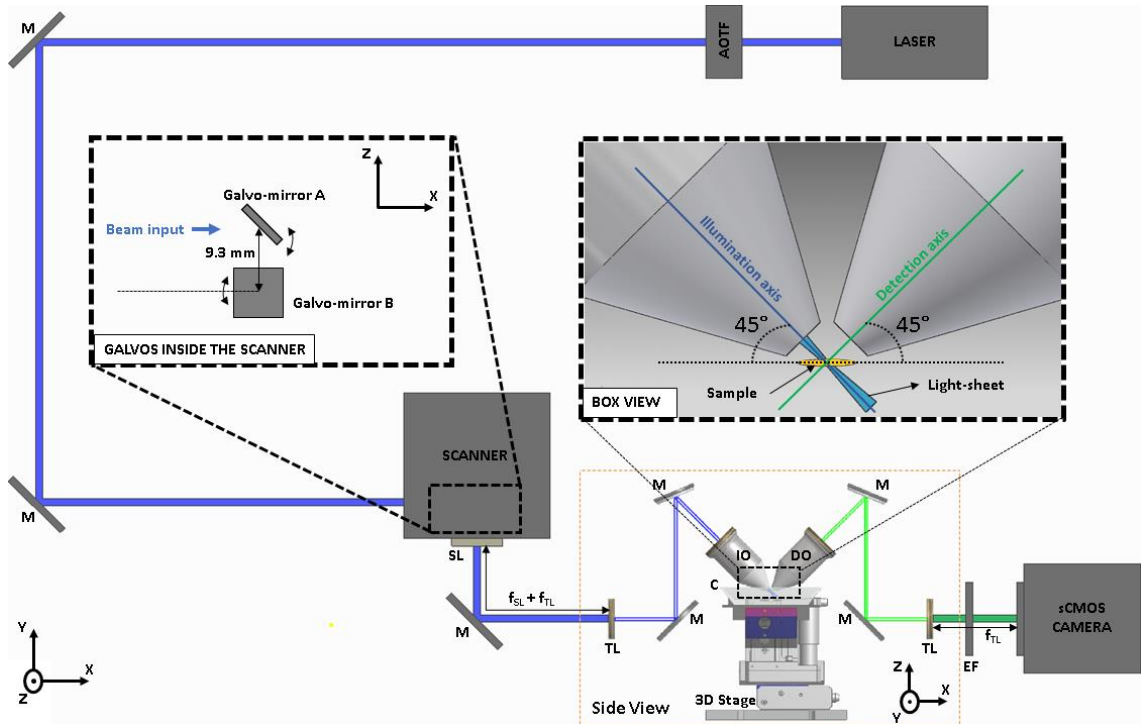 M
AOTF
LASER
Z
X
Galvo-mirror A
Beam input
9.3 mm
Galvo-mirror B
GALVOS INSIDE THE SCANNER
Illumination axis
Detection axis
45°
45°
Sample
Light-sheet
BOX VIEW
SCANNER
M
M
M
SL
IO
DO
C
fSL + fTL
M
M
M
TL
TL
fTL
EF
sCMOS
CAMERA
3D Stage
Side View
Y
Z
X
Z
Y
X